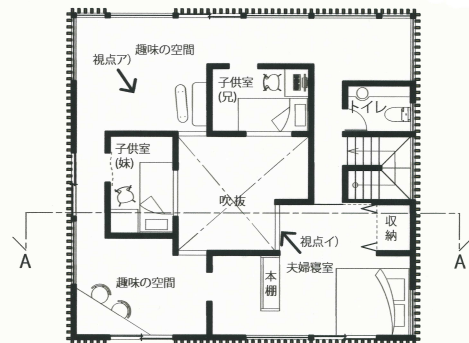 趣味の空間
視点ア)
子供室
(兄)
トイレ
子供室
(妹)
吹抜
収納
A
A
視点イ)
夫婦寝室
本棚
趣味の空間